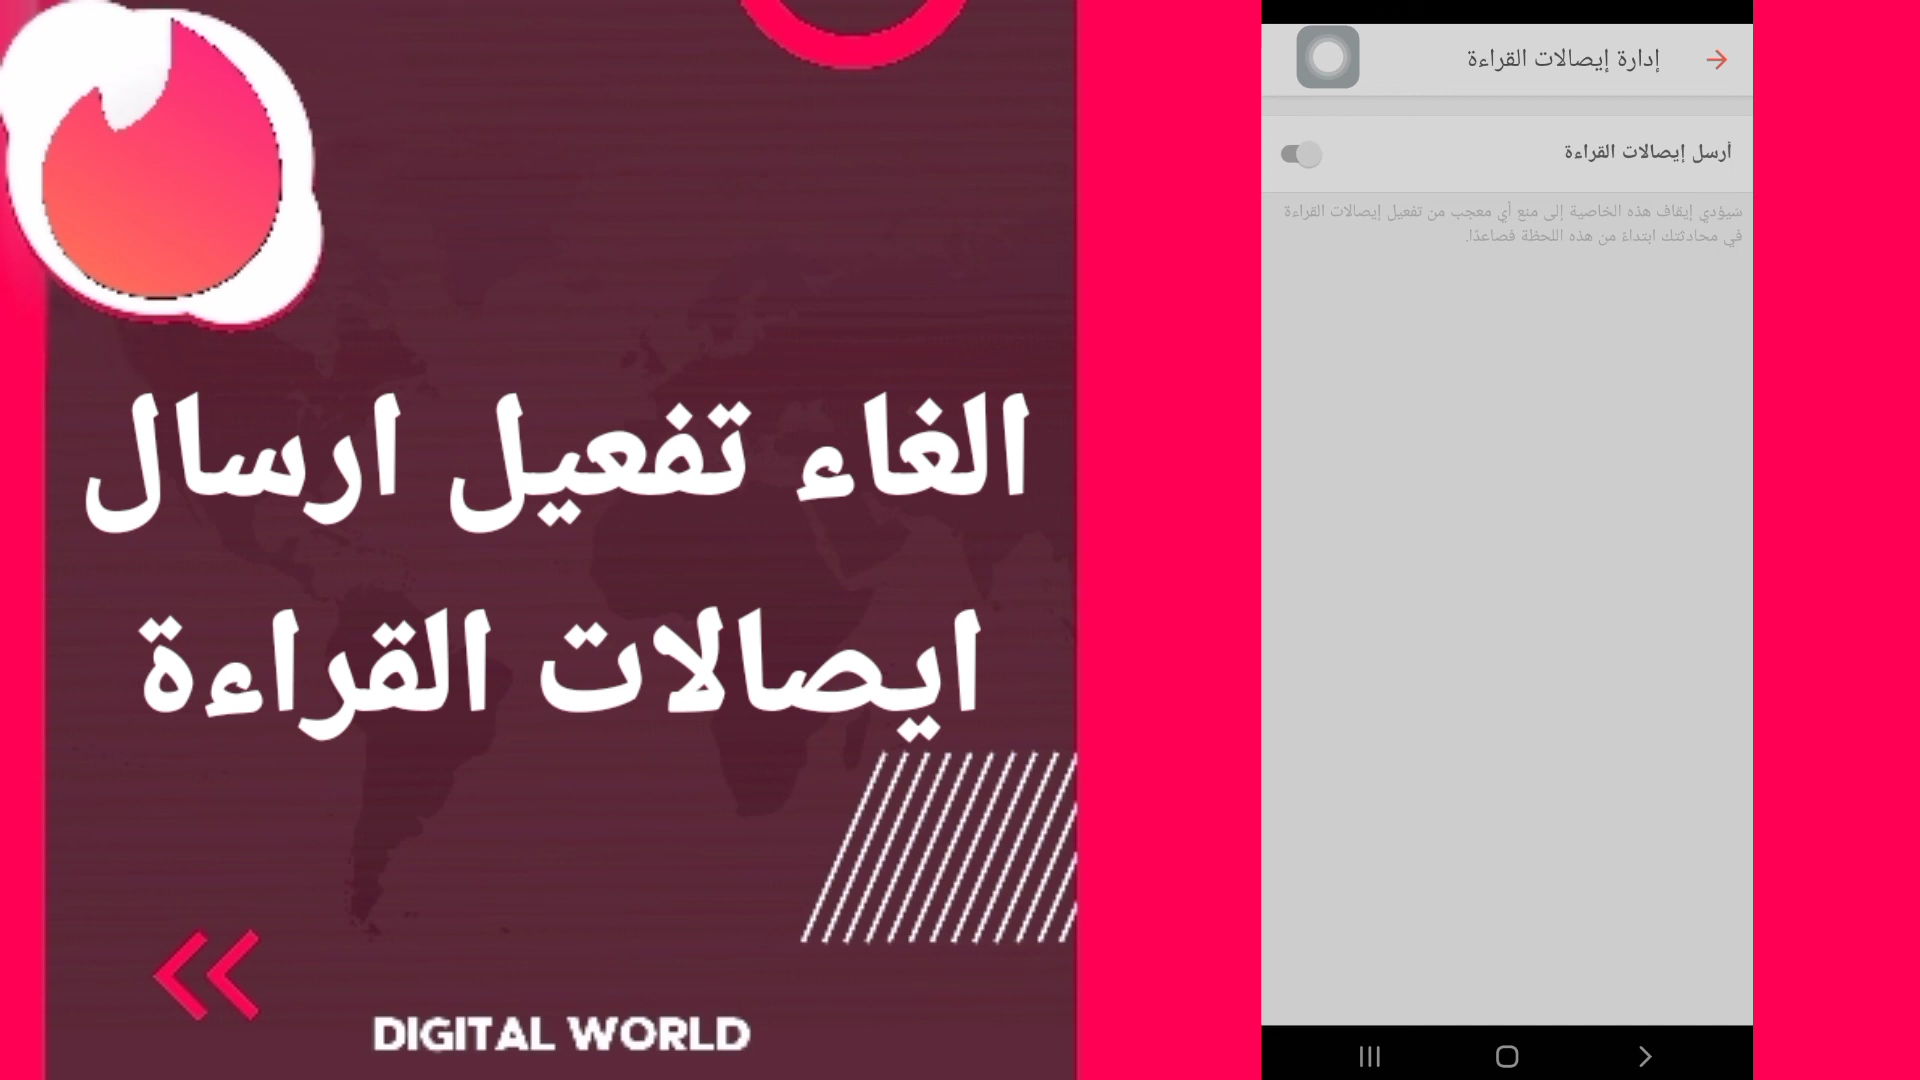 الغاء تفعيل ارسال
ايصالات القراءة
DIGITAL WORLD
إدارة إيصالات القراءة
أرسل إيصالات القراءة
سَيؤدي إيقاف هذه الخاصية إلى منع أي معجب من تفعيل إيصالات القراءة
في محادثتك ابتداءً من هذه اللحظة فصاعدًا.